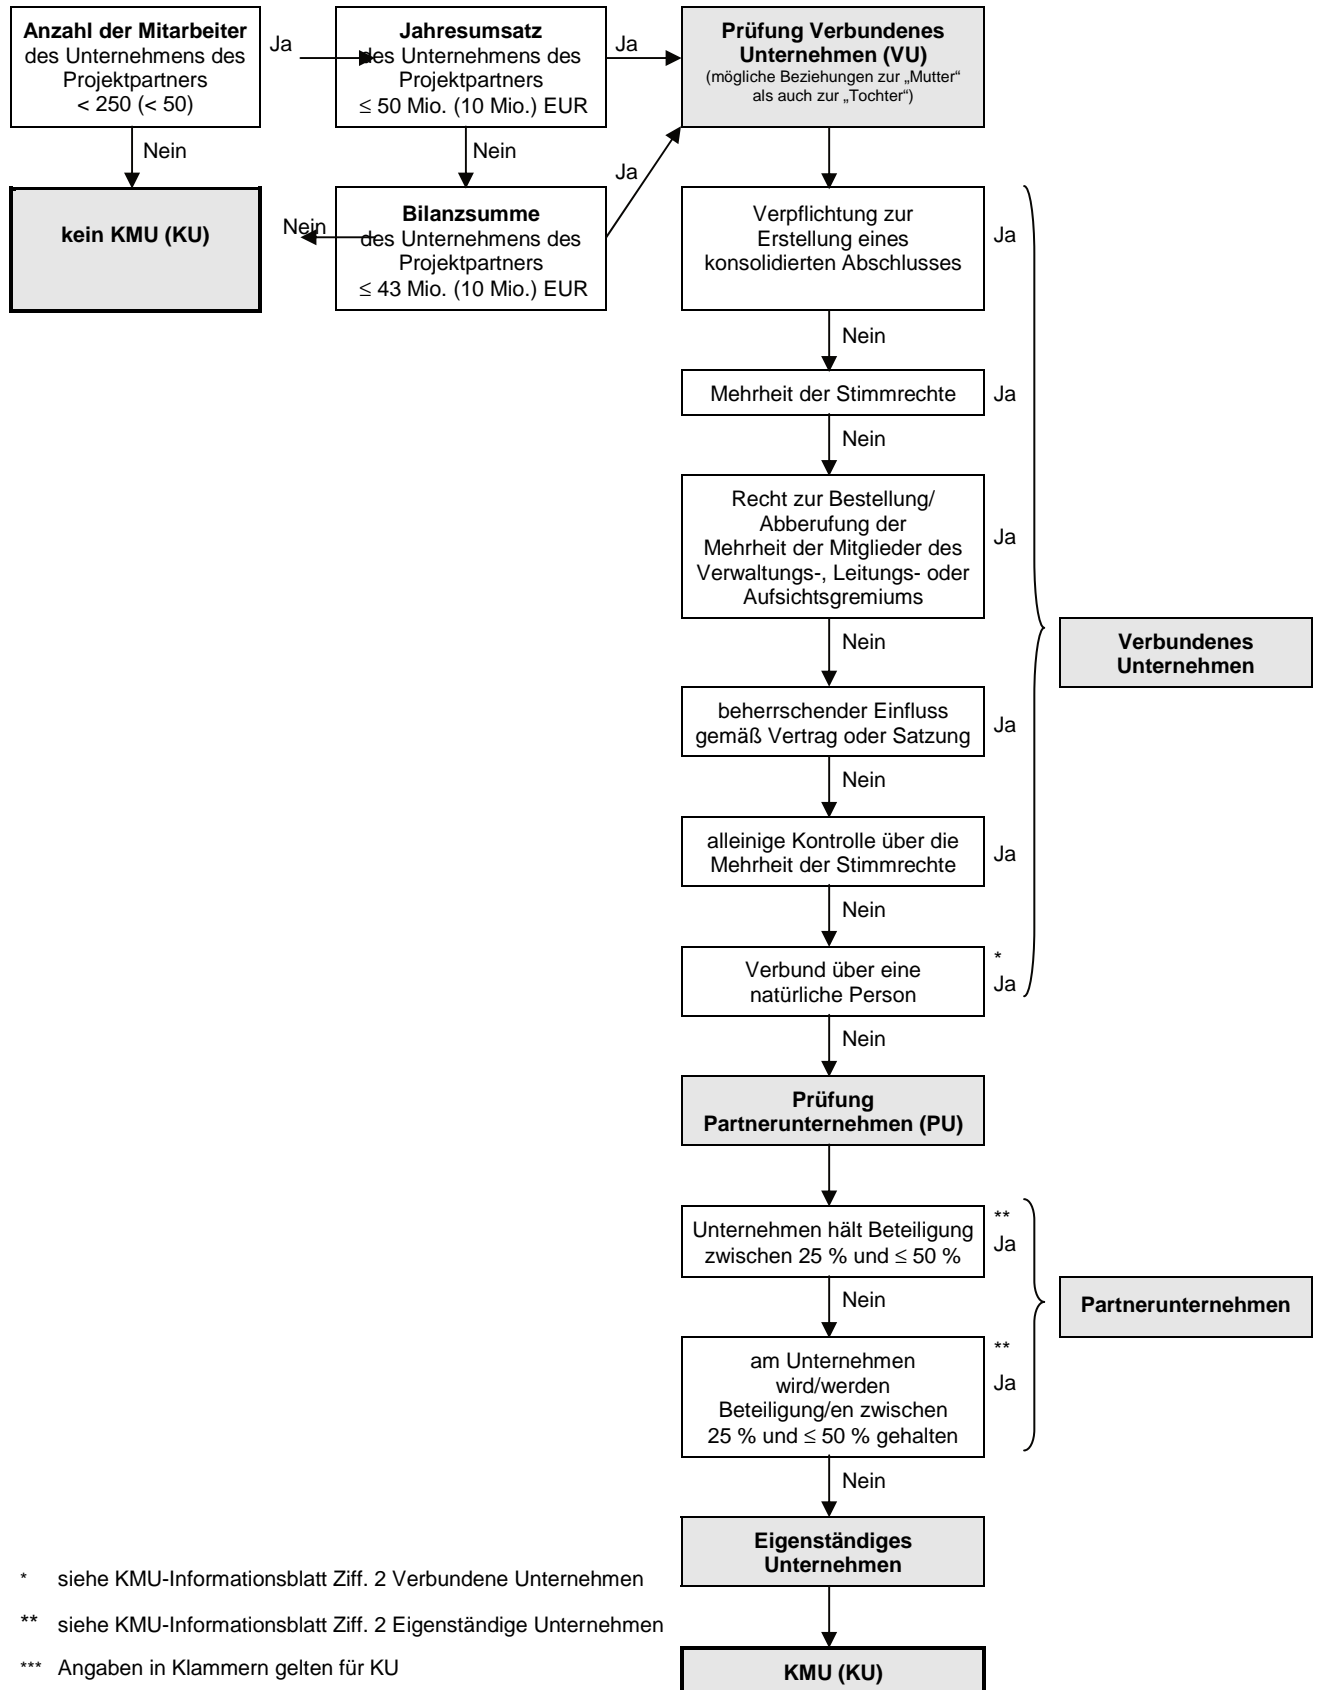 Anzahl der Mitarbeiter
des Unternehmens des
Projektpartners
< 250 (< 50)
Ja
Jahresumsatz
des Unternehmens des
Projektpartners
≤ 50 Mio. (10 Mio.) EUR
Ja
Prüfung Verbundenes
Unternehmen (VU)
(mögliche Beziehungen zur „Mutter“
als auch zur „Tochter“)
Nein
Nein
Ja
kein KMU (KU)
Nein
Bilanzsumme
des Unternehmens des
Projektpartners
≤ 43 Mio. (10 Mio.) EUR
Verpflichtung zur
Erstellung eines
konsolidierten Abschlusses
Ja
Nein
Mehrheit der Stimmrechte
Ja
Nein
Recht zur Bestellung/
Abberufung der
Mehrheit der Mitglieder des
Verwaltungs-, Leitungs- oder
Aufsichtsgremiums
Ja
Nein
Verbundenes
Unternehmen
beherrschender Einfluss
gemäß Vertrag oder Satzung
Ja
Nein
alleinige Kontrolle über die
Mehrheit der Stimmrechte
Ja
Nein
Verbund über eine
natürliche Person
*
Ja
Nein
Prüfung
Partnerunternehmen (PU)
Unternehmen hält Beteiligung
zwischen 25 % und ≤ 50 %
**
Ja
Nein
Partnerunternehmen
am Unternehmen
wird/werden
Beteiligung/en zwischen
25 % und ≤ 50 % gehalten
**
Ja
Nein
Eigenständiges
Unternehmen
* siehe KMU-Informationsblatt Ziff. 2 Verbundene Unternehmen
** siehe KMU-Informationsblatt Ziff. 2 Eigenständige Unternehmen
*** Angaben in Klammern gelten für KU
KMU (KU)